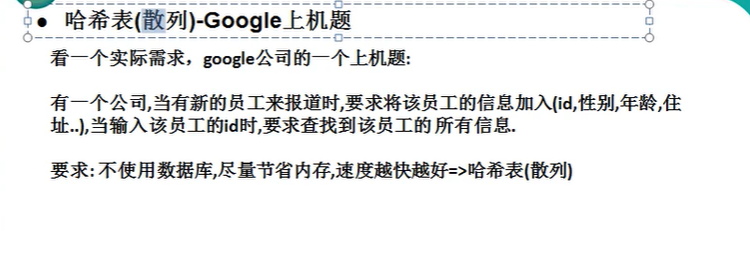 ● 哈希表(散列)-Google上机题
看一个实际需求，google公司的一个上机题:
有一个公司,当有新的员工来报道时,要求将该员工的信息加入(id,性别,年龄,住
址..),当输入该员工的id时,要求查找到该员工的 所有信息.
要求: 不使用数据库,尽量节省内存,速度越快越好=>哈希表(散列)